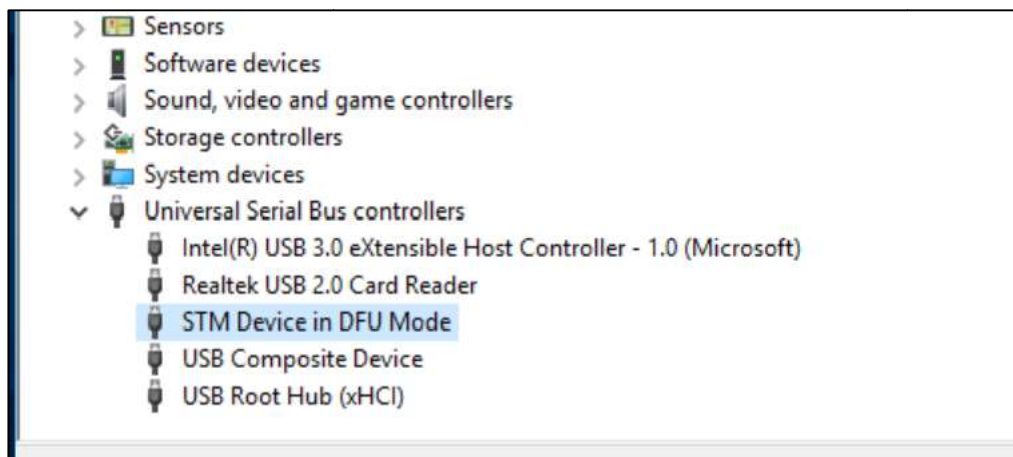 Sensors
Software devices
Sound, video and game controllers
Storage controllers
System devices
Universal Serial Bus controllers
Intel(R) USB 3.0 eXtensible Host Controller - 1.0 (Microsoft)
Realtek USB 2.0 Card Reader
STM Device in DFU Mode
USB Composite Device
USB Root Hub (xHCI)